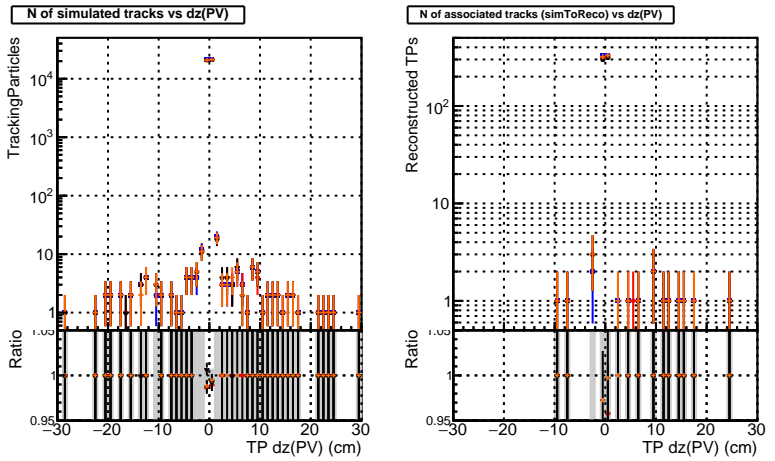 N of simulated tracks vs dz(PV)
TrackingParticles
10⁴
10³
10²
10
1
Ratio
1.05
1
0.95
−30 −20 −10 0 10 20 30
TP dz(PV) (cm)
N of associated tracks (simToReco) vs dz(PV)
Reconstructed TPs
10²
10
1
Ratio
1.05
1
0.95
−30 −20 −10 0 10 20 30
TP dz(PV) (cm)